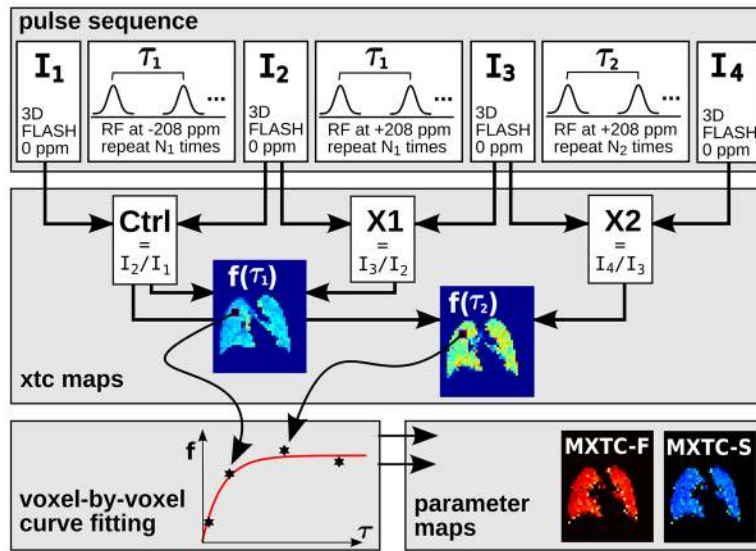 pulse sequence
I₁
3D
FLASH
0 ppm
τ₁
...
RF at -208 ppm
repeat N₁ times
I₂
3D
FLASH
0 ppm
τ₁
...
RF at +208 ppm
repeat N₁ times
I₃
3D
FLASH
0 ppm
τ₂
...
RF at +208 ppm
repeat N₂ times
I₄
3D
FLASH
0 ppm
Ctrl
=
I₂/I₁
X1
=
I₃/I₂
X2
=
I₄/I₃
f(τ₁)
f(τ₂)
xtc maps
f
τ
voxel-by-voxel
curve fitting
MXTC-F
MXTC-S
parameter
maps